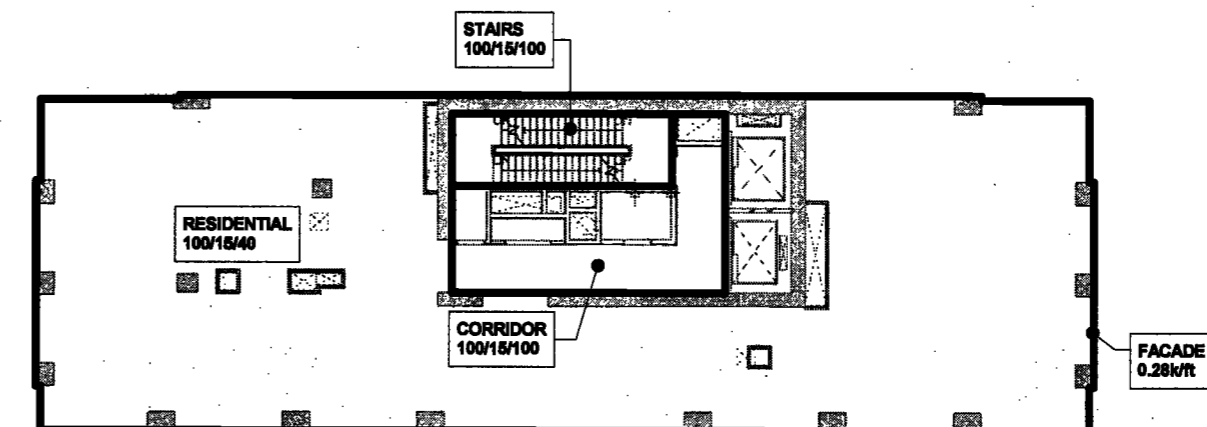 STAIRS
100/15/100
RESIDENTIAL
100/15/40
CORRIDOR
100/15/100
FACADE
0.28k/ft